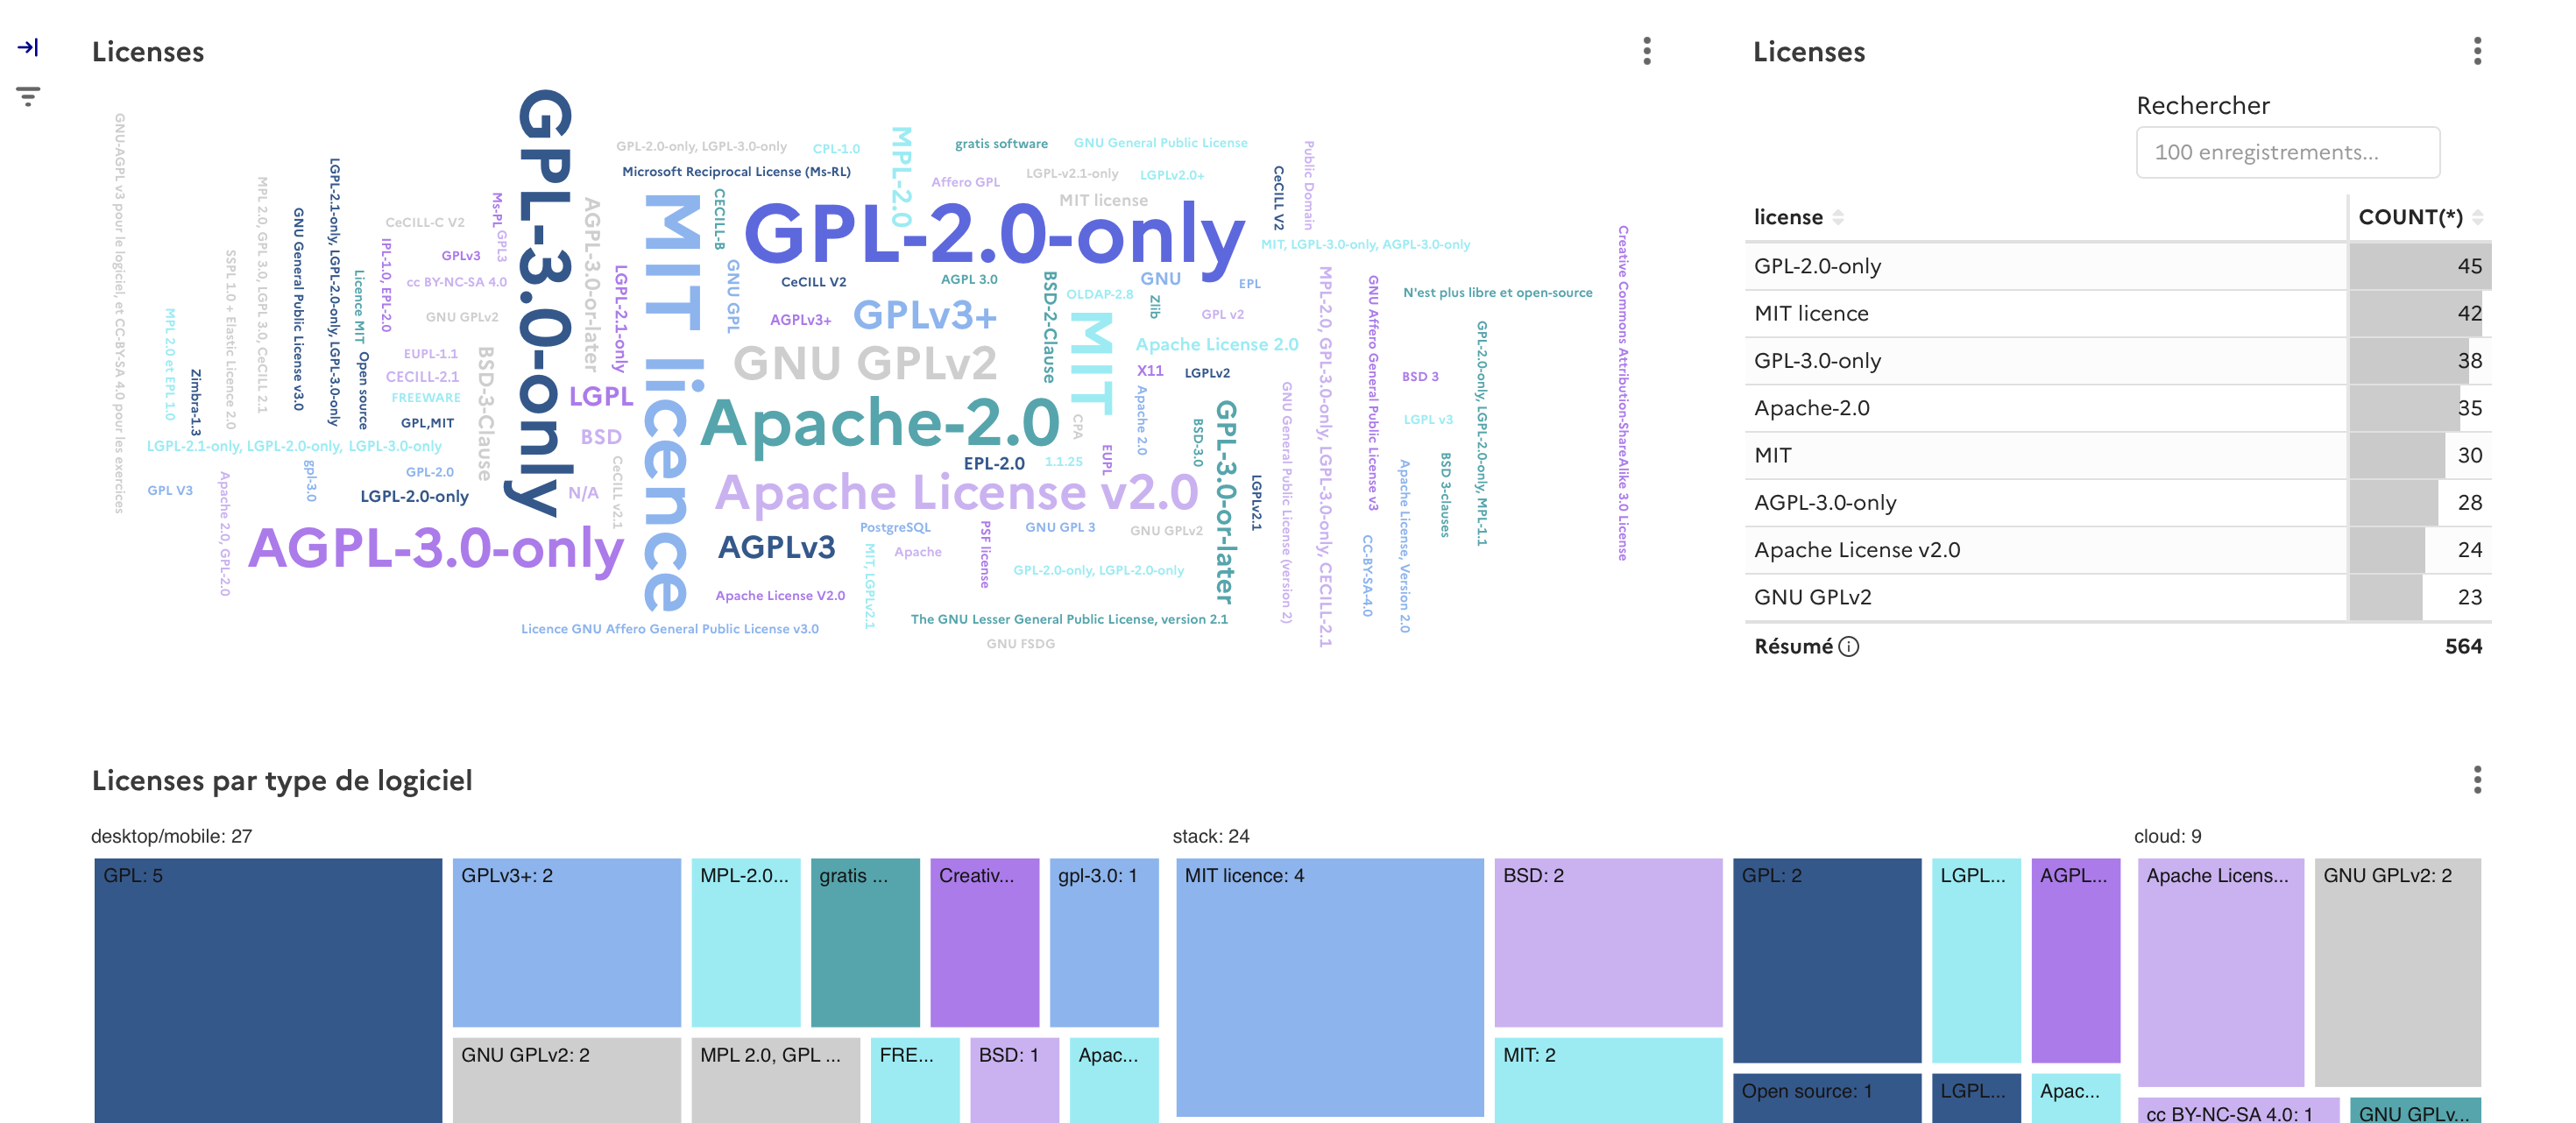 Licenses
GNU-AGPL v3 pour le logiciel, et CC-BY-SA 4.0 pour les exercices
MPL 2.0 et EPL 1.0
Zimbra-1.3
SSPL 1.0 + Elastic Licence 2.0
MPL 2.0, GPL 3.0, LGPL 3.0, CeCILL 2.1
GNU General Public License v3.0
LGPL-2.1-only, LGPL-2.0-only, LGPL-3.0-only
Licence MIT
Open source
IPL-1.0, EPL-2.0
CeCILL-C V2
Ms-PL
GPL3
GPLv3
cc BY-NC-SA 4.0
GNU GPLv2
EUPL-1.1
CECILL-2.1
FREEWARE
GPL,MIT
BSD-3-Clause
LGPL-2.1-only, LGPL-2.0-only, LGPL-3.0-only
GPL V3
Apache 2.0, GPL-2.0
gpl-3.0
GPL-2.0
LGPL-2.0-only
AGPL-3.0-only
GPL-3.0-only
AGPL-3.0-or-later
LGPL-2.1-only
LGPL
BSD
N/A
CeCILL v2.1
MIT licence
GPL-2.0-only, LGPL-3.0-only
CPL-1.0
MPL-2.0
gratis software
GNU General Public License
Microsoft Reciprocal License (Ms-RL)
Affero GPL
LGPL-v2.1-only
LGPLv2.0+
MIT license
CECILL-B
GPL-2.0-only
CeCILL V2
Public Domain
MIT, LGPL-3.0-only, AGPL-3.0-only
GNU GPL
CeCILL V2
AGPL 3.0
BSD-2-Clause
GNU
EPL
OLDAP-2.8
Zlib
GPL v2
N'est plus libre et open-source
AGPLv3+
GPLv3+
MIT
Apache License 2.0
GNU GPLv2
X11
LGPLv2
BSD 3
Apache-2.0
CPA
Apache 2.0
BSD-3.0
GPL-3.0-or-later
LGPL v3
EPL-2.0
1.1.25
EUPL
Apache License v2.0
LGPLv2.1
GNU General Public License (version 2)
MPL-2.0, GPL-3.0-only, LGPL-3.0-only, CECILL-2.1
GNU Affero General Public License v3
CC-BY-SA-4.0
Apache License, Version 2.0
BSD 3-clauses
GPL-2.0-only, LGPL-2.0-only, MPL-1.1
Creative Commons Attribution-ShareAlike 3.0 License
AGPLv3
PostgreSQL
Apache
PSF license
GNU GPL 3
GNU GPLv2
MIT, LGPLv2.1
GPL-2.0-only, LGPL-2.0-only
Apache License V2.0
The GNU Lesser General Public License, version 2.1
Licence GNU Affero General Public License v3.0
GNU FSDG
Licenses
Rechercher
100 enregistrements...
license COUNT(*)
GPL-2.0-only 45
MIT licence 42
GPL-3.0-only 38
Apache-2.0 35
MIT 30
AGPL-3.0-only 28
Apache License v2.0 24
GNU GPLv2 23
Résumé 564
Licenses par type de logiciel
desktop/mobile: 27
stack: 24
cloud: 9
GPL: 5
GPLv3+: 2
MPL-2.0...
gratis ...
Creativ...
gpl-3.0: 1
MIT licence: 4
BSD: 2
GPL: 2
LGPL...
AGPL...
Apache Licens...
GNU GPLv2: 2
GNU GPLv2: 2
MPL 2.0, GPL ...
FRE...
BSD: 1
Apac...
MIT: 2
Open source: 1
LGPL...
Apac...
cc BY-NC-SA 4.0: 1
GNU GPLv...